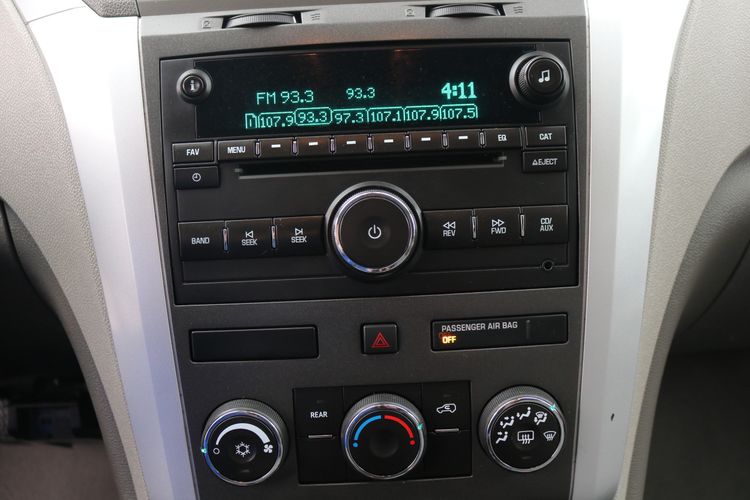 FM 93.3 93.3 4:11
1 107.9 93.3 97.3 107.1 107.9 107.5
FAV MENU EQ CAT
EJECT
BAND SEEK SEEK REV FWD CD/AUX
PASSENGER AIR BAG
OFF
REAR